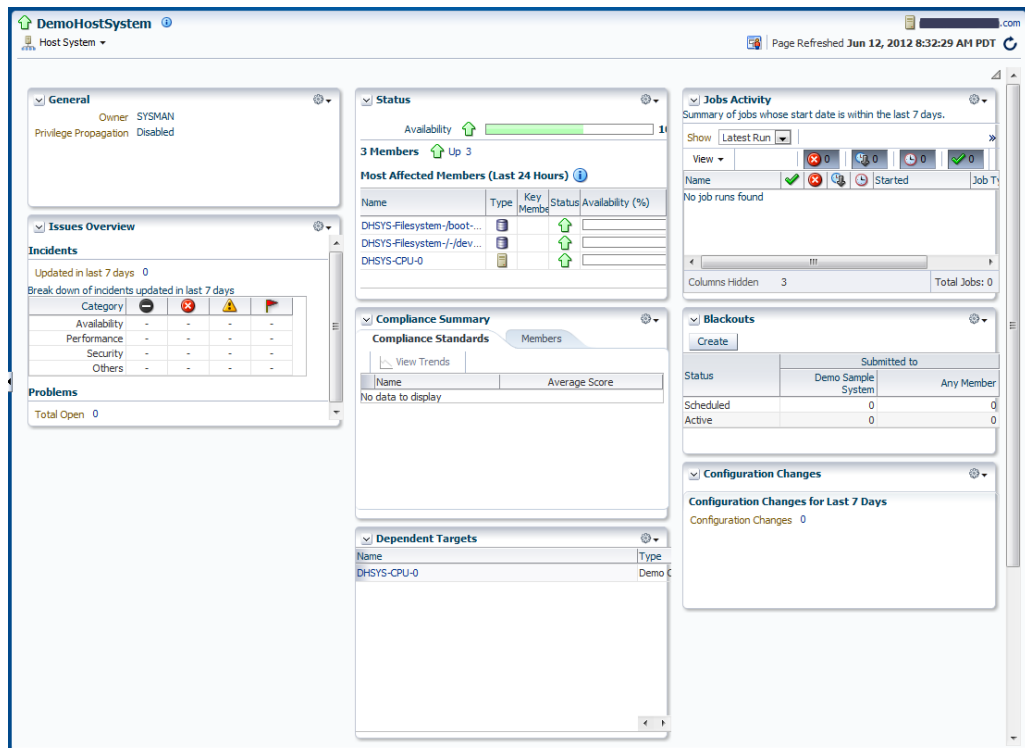 DemoHostSystem
.com
Host System
Page Refreshed Jun 12, 2012 8:32:29 AM PDT
General
Owner SYSMAN
Privilege Propagation Disabled
Issues Overview
Incidents
Updated in last 7 days 0
Break down of incidents updated in last 7 days
Category
Availability - - - -
Performance - - - -
Security - - - -
Others - - - -
Problems
Total Open 0
Status
Availability
3 Members Up 3
Most Affected Members (Last 24 Hours)
Name Type Key Status Availability (%)
DHSYS-Filesystem-/boot-...
DHSYS-Filesystem-/-/dev...
DHSYS-CPU-0
Compliance Summary
Compliance Standards Members
View Trends
Name Average Score
No data to display
Dependent Targets
Name Type
DHSYS-CPU-0 Demo
Jobs Activity
Summary of jobs whose start date is within the last 7 days.
Show Latest Run »
View 0 0 0 0
Name Started Job
No job runs found
Columns Hidden 3 Total Jobs: 0
Blackouts
Create
Submitted to
Status Demo Sample System Any Member
Scheduled 0 0
Active 0 0
Configuration Changes
Configuration Changes for Last 7 Days
Configuration Changes 0